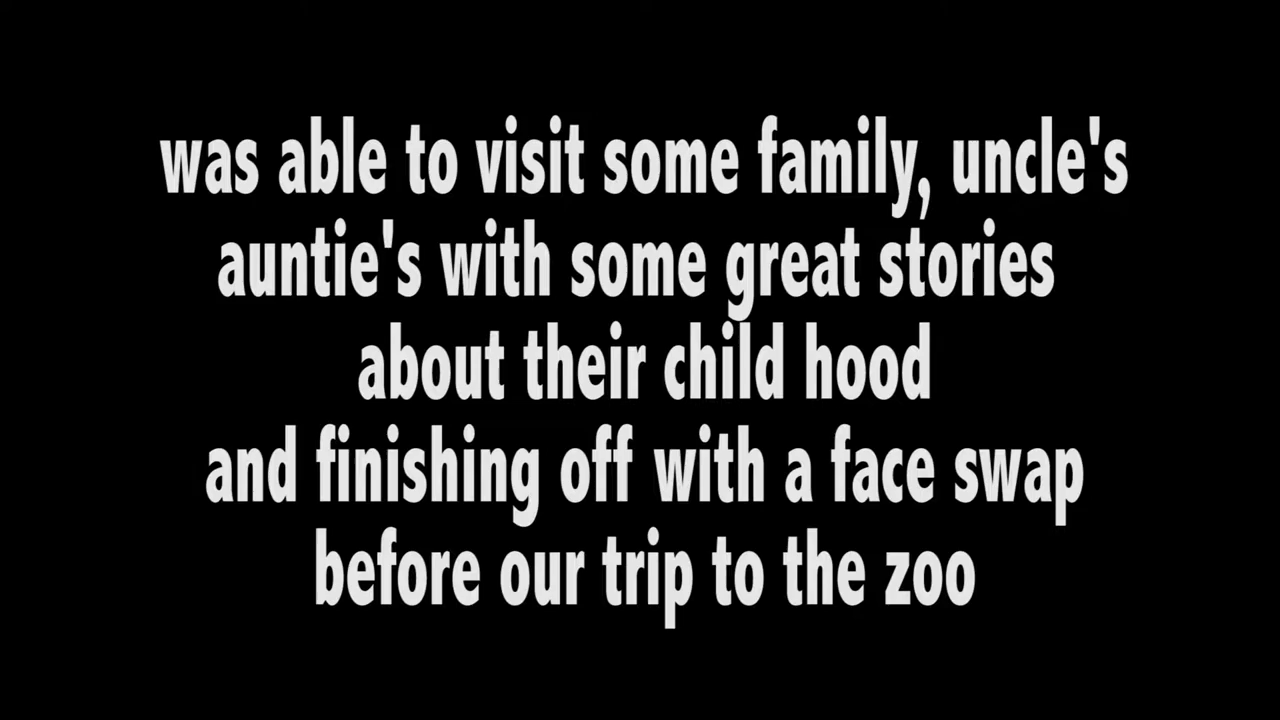 was able to visit some family, uncle's
auntie's with some great stories
about their child hood
and finishing off with a face swap
before our trip to the zoo